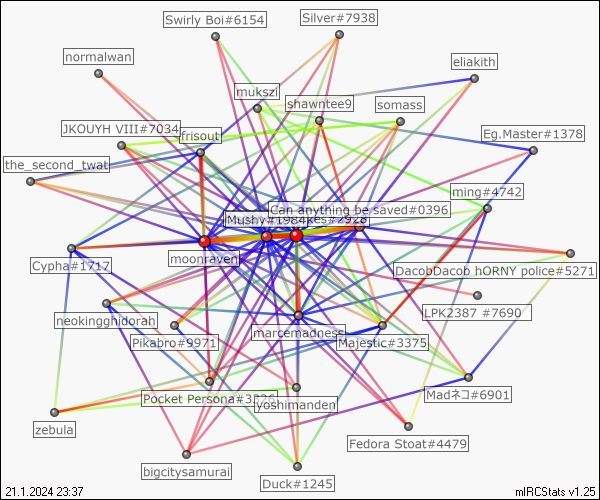 Swirly Boi#6154
Silver#7938
normalwan
eliakith
mukszi
shawntee9
somass
JKOUYH VIII#7034
frisout
Eg.Master#1378
the_second_twat
ming#4742
Can anything be saved#0396
Mushy#1984
kes#2928
moonraven
Cypha#1717
DacobDacob hORNY police#5271
LPK2387 #7690
neokingghidorah
marcemadness
Pikabro#9971
Majestic#3375
Madネコ#6901
Pocket Persona#3326
yoshimanden
zebula
Fedora Stoat#4479
bigcitysamurai
Duck#1245
21.1.2024 23:37
mIRCStats v1.25